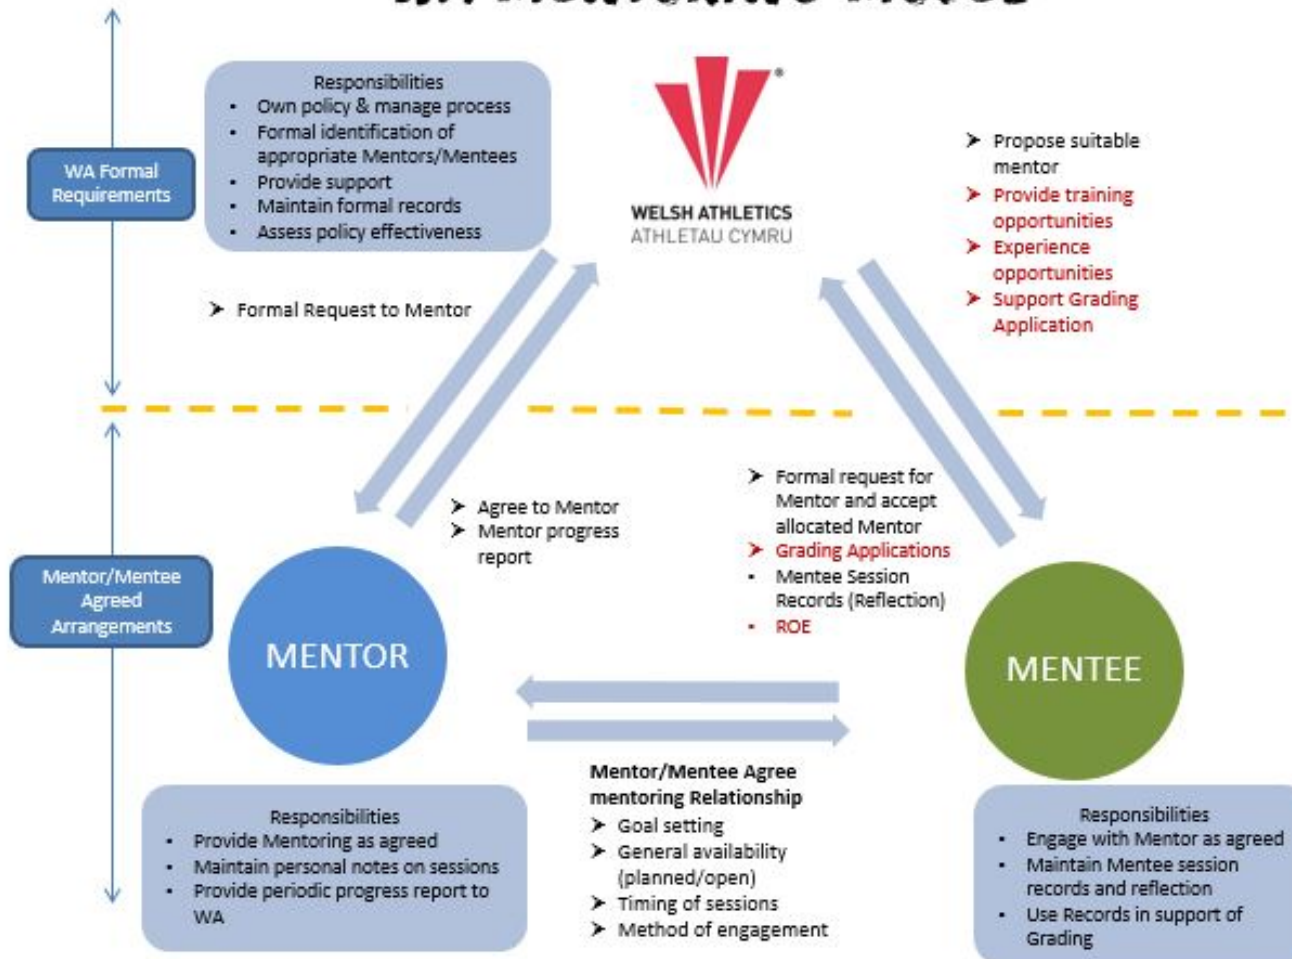 WA MENTORING MODEL
Responsibilities
• Own policy & manage process
• Formal identification of
appropriate Mentors/Mentees
• Provide support
• Maintain formal records
• Assess policy effectiveness
WA Formal
Requirements
®
WELSH ATHLETICS
ATHLETAU CYMRU
➤ Propose suitable
mentor
➤ Provide training
opportunities
➤ Experience
opportunities
➤ Support Grading
Application
➤ Formal Request to Mentor
➤ Agree to Mentor
➤ Mentor progress
report
➤ Formal request for
Mentor and accept
allocated Mentor
➤ Grading Applications
• Mentee Session
Records (Reflection)
• ROE
Mentor/Mentee
Agreed
Arrangements
MENTOR
MENTEE
Mentor/Mentee Agree
mentoring Relationship
➤ Goal setting
➤ General availability
(planned/open)
➤ Timing of sessions
➤ Method of engagement
Responsibilities
• Provide Mentoring as agreed
• Maintain personal notes on sessions
• Provide periodic progress report to
WA
Responsibilities
• Engage with Mentor as agreed
• Maintain Mentee session
records and reflection
• Use Records in support of
Grading